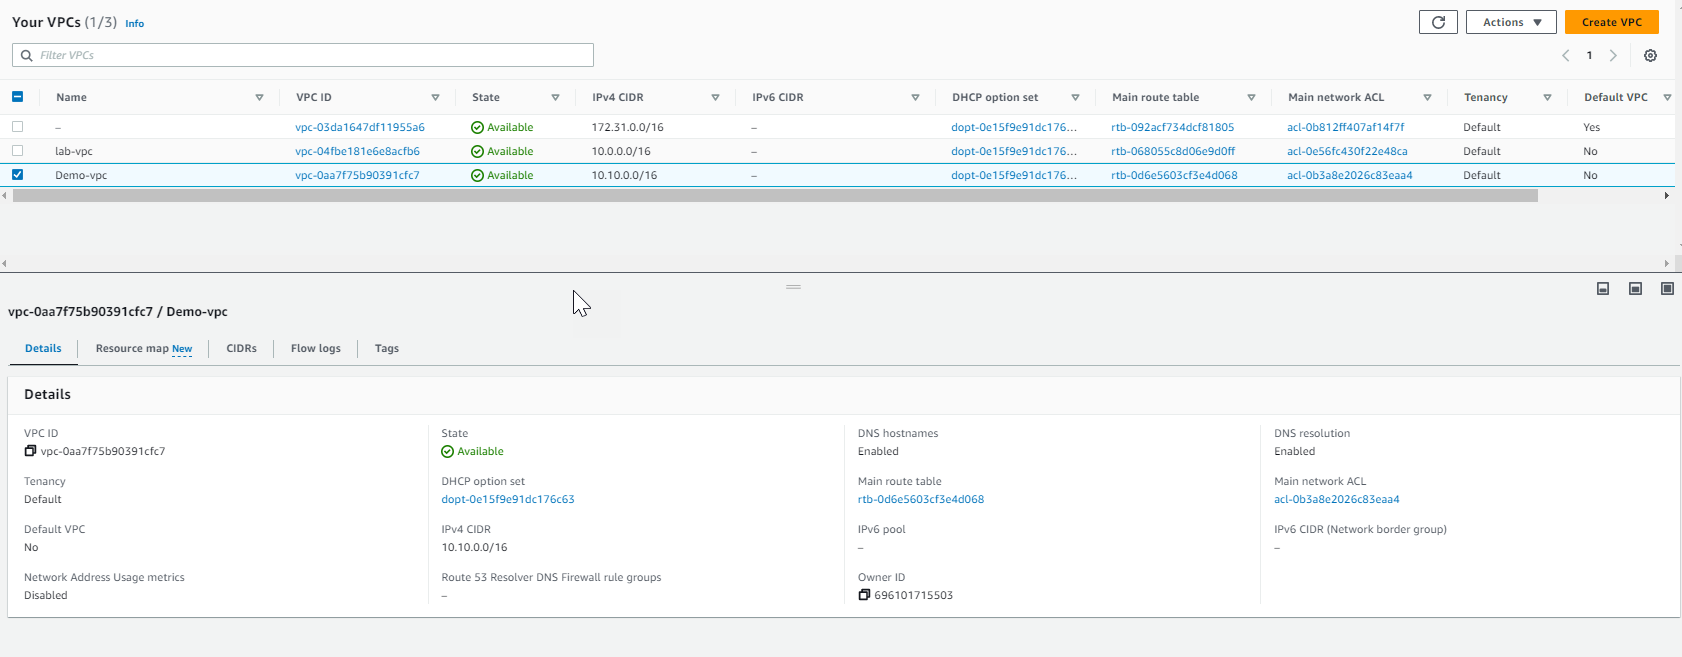 Your VPCs (1/3) Info
Actions ▼
Create VPC
Filter VPCs
< 1 >
Name VPC ID State IPv4 CIDR IPv6 CIDR DHCP option set Main route table Main network ACL Tenancy Default VPC
– vpc-03da1647df11955a6 Available 172.31.0.0/16 – dopt-0e15f9e91dc176... rtb-092acf734dcf81805 acl-0b812ff407af14f7f Default Yes
lab-vpc vpc-04fbe181e6e8acfb6 Available 10.0.0.0/16 – dopt-0e15f9e91dc176... rtb-068055c8d06e9d0ff acl-0e56fc430f22e48ca Default No
Demo-vpc vpc-0aa7f75b90391cfc7 Available 10.10.0.0/16 – dopt-0e15f9e91dc176... rtb-0d6e5603cf3e4d068 acl-0b3a8e2026c83eaa4 Default No
vpc-0aa7f75b90391cfc7 / Demo-vpc
Details Resource map New CIDRs Flow logs Tags
Details
VPC ID State DNS hostnames DNS resolution
vpc-0aa7f75b90391cfc7 Available Enabled Enabled
Tenancy DHCP option set Main route table Main network ACL
Default dopt-0e15f9e91dc176c63 rtb-0d6e5603cf3e4d068 acl-0b3a8e2026c83eaa4
Default VPC IPv4 CIDR IPv6 pool IPv6 CIDR (Network border group)
No 10.10.0.0/16 – –
Network Address Usage metrics Route 53 Resolver DNS Firewall rule groups Owner ID
Disabled – 696101715503